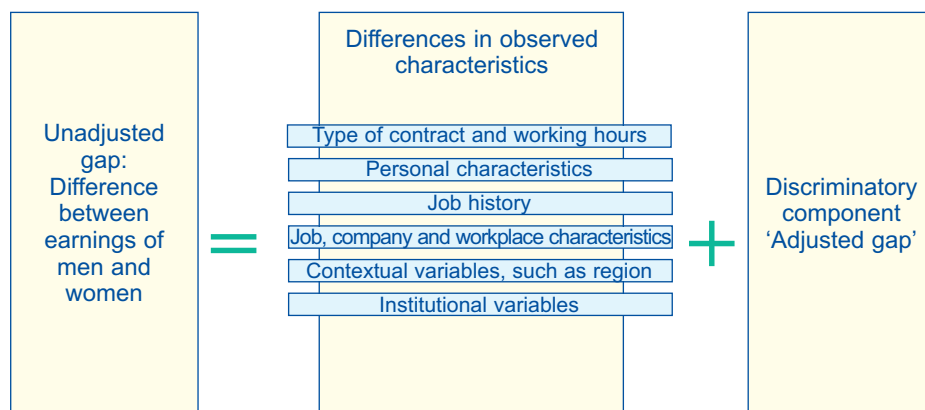 Unadjusted
gap:
Difference
between
earnings of
men and
women
=
Differences in observed
characteristics
Type of contract and working hours
Personal characteristics
Job history
Job, company and workplace characteristics
Contextual variables, such as region
Institutional variables
+
Discriminatory
component
‘Adjusted gap’